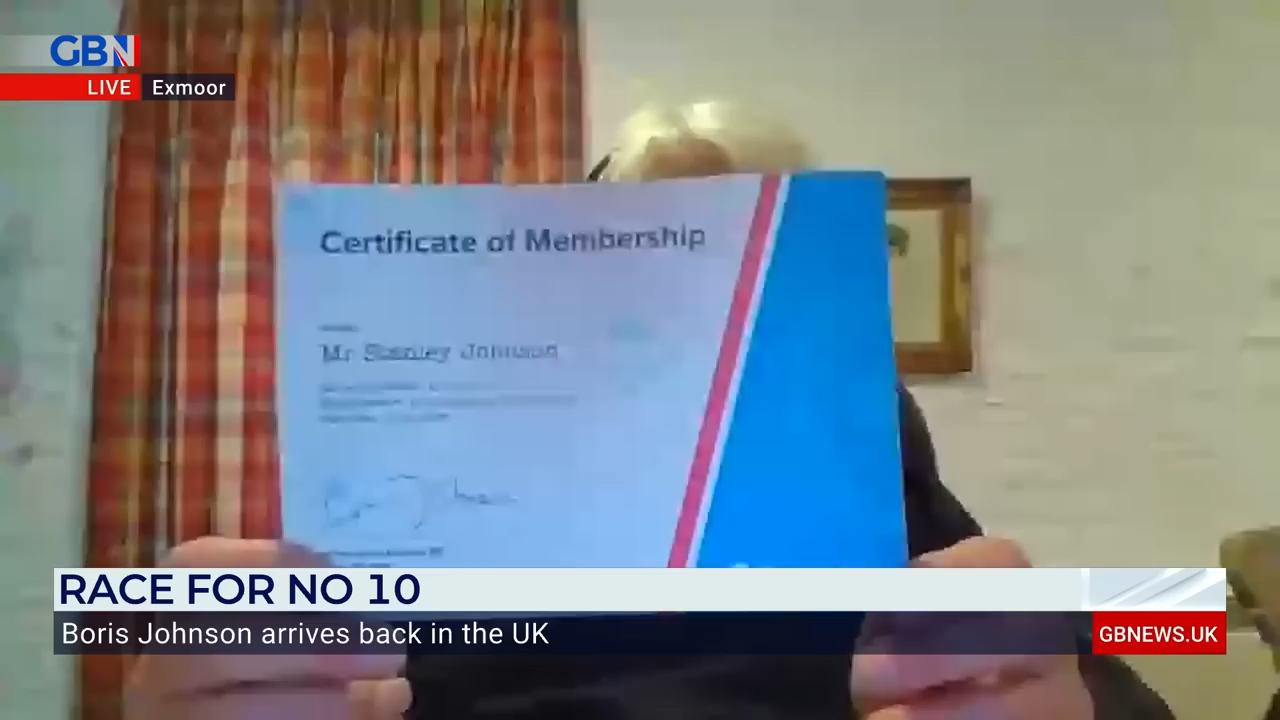 GBN
LIVE Exmoor
Certificate of Membership
Mr Stanley Johnson
RACE FOR NO 10
Boris Johnson arrives back in the UK
GBNEWS.UK